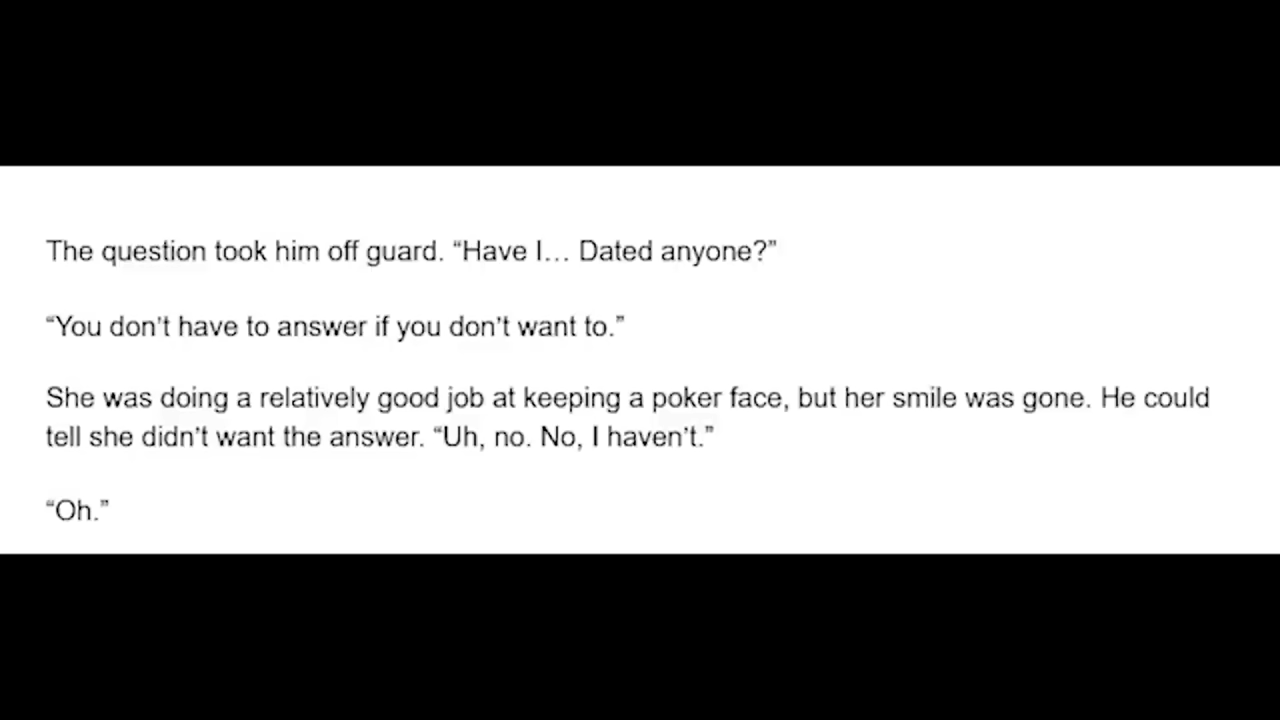 The question took him off guard. “Have I… Dated anyone?”
“You don’t have to answer if you don’t want to.”
She was doing a relatively good job at keeping a poker face, but her smile was gone. He could
tell she didn’t want the answer. “Uh, no. No, I haven’t.”
“Oh.”